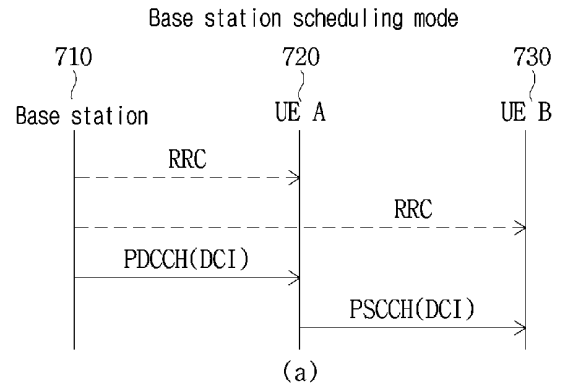 Base station scheduling mode
710 720 730
Base station UE A UE B
RRC
RRC
PDCCH(DCI)
PSCCH(DCI)
(a)